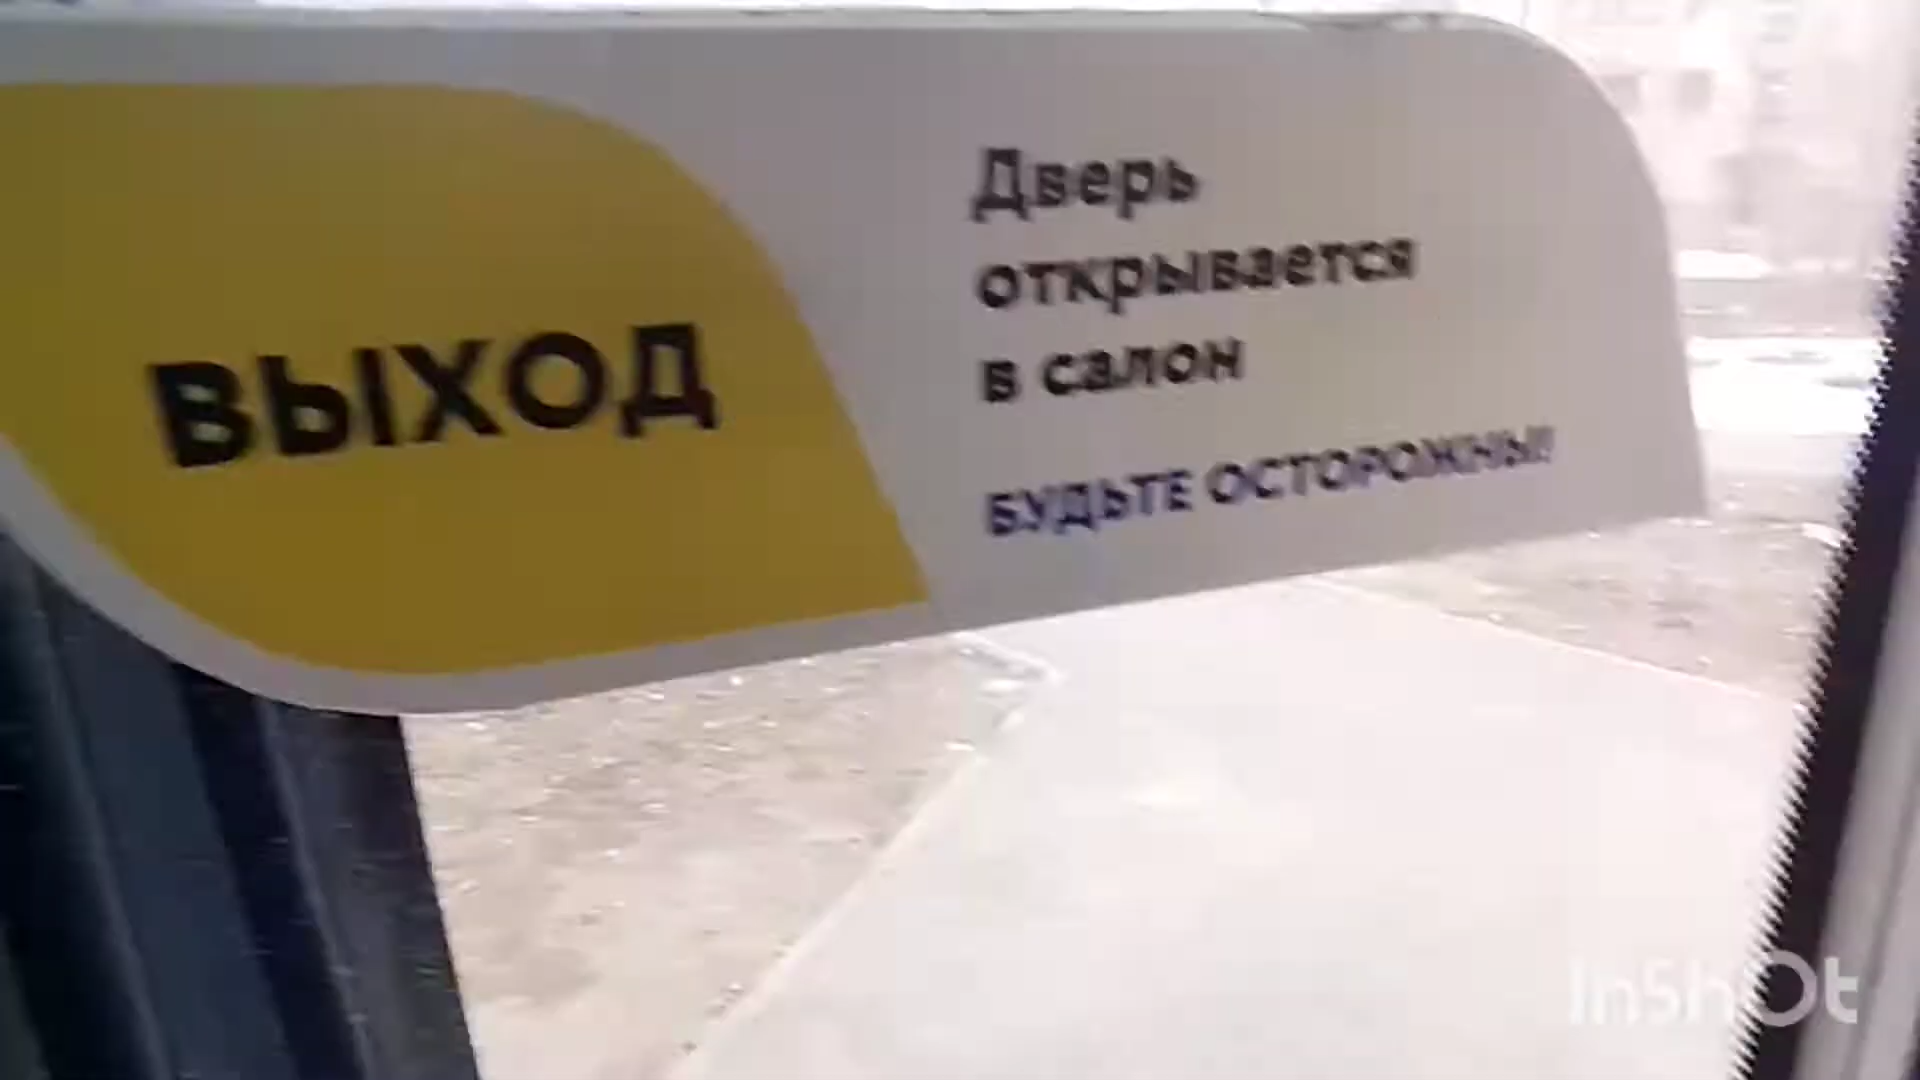 ВЫХОД
Дверь
открывается
в салон
БУДЬТЕ ОСТОРОЖНЫ!
InShOt